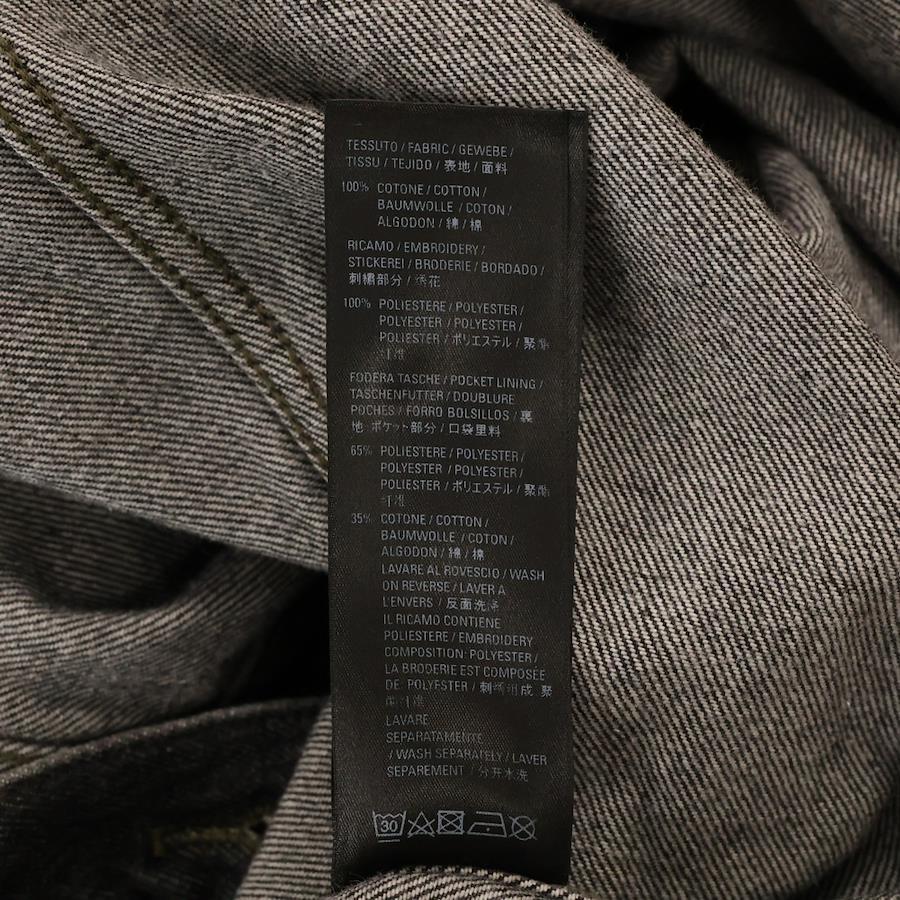 TESSUTO / FABRIC / GEWEBE /
TISSU / TEJIDO / 表地 / 面料
100% COTONE / COTTON /
BAUMWOLLE / COTON /
ALGODON / 綿 / 棉
RICAMO / EMBROIDERY /
STICKEREI / BRODERIE / BORDADO /
刺繍部分 / 绣花
100% POLIESTERE / POLYESTER /
POLYESTER / POLYESTER /
POLIESTER / ポリエステル / 聚酯
纤维
FODERA TASCHE / POCKET LINING /
TASCHENFUTTER / DOUBLURE
POCHES / FORRO BOLSILLOS / 裏
地·ポケット部分 / 口袋里料
65% POLIESTERE / POLYESTER /
POLYESTER / POLYESTER /
POLIESTER / ポリエステル / 聚酯
纤维
35% COTONE / COTTON /
BAUMWOLLE / COTON /
ALGODON / 綿 / 棉
LAVARE AL ROVESCIO / WASH
ON REVERSE / LAVER A
L'ENVERS / 反面洗涤
IL RICAMO CONTIENE
POLIESTERE / EMBROIDERY
COMPOSITION: POLYESTER /
LA BRODERIE EST COMPOSÉE
DE: POLYESTER / 刺绣组成 聚
酯纤维
LAVARE
SEPARATAMENTE
/ WASH SEPARATELY / LAVER
SEPAREMENT / 分开水洗
30